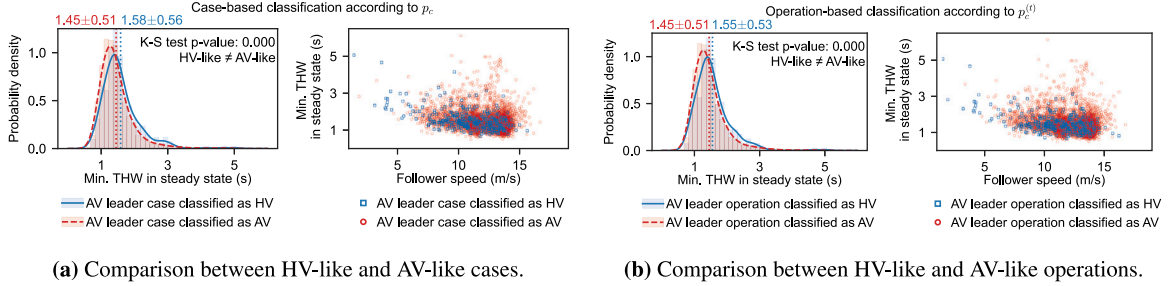 Case-based classification according to p_c
1.45±0.51 1.58±0.56
K-S test p-value: 0.000
HV-like ≠ AV-like
Probability density
1.0
0.5
0.0
1 3 5
Min. THW in steady state (s)
Min. THW
in steady state (s)
5
3
1
5 10 15
Follower speed (m/s)
AV leader case classified as HV
AV leader case classified as AV
AV leader case classified as HV
AV leader case classified as AV
(a) Comparison between HV-like and AV-like cases.
Operation-based classification according to p_c^(t)
1.45±0.51 1.55±0.53
K-S test p-value: 0.000
HV-like ≠ AV-like
Probability density
1.0
0.5
0.0
1 3 5
Min. THW in steady state (s)
Min. THW
in steady state (s)
5
3
1
5 10 15
Follower speed (m/s)
AV leader operation classified as HV
AV leader operation classified as AV
AV leader operation classified as HV
AV leader operation classified as AV
(b) Comparison between HV-like and AV-like operations.